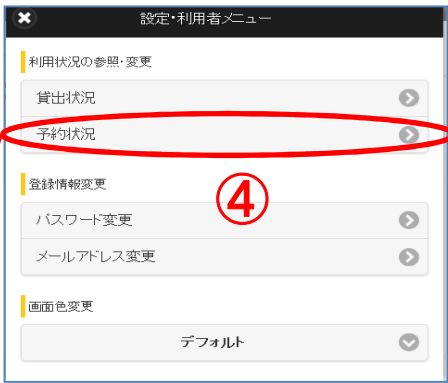 設定・利用者メニュー
利用状況の参照・変更
貸出状況
予約状況
登録情報変更
④
パスワード変更
メールアドレス変更
画面色変更
デフォルト